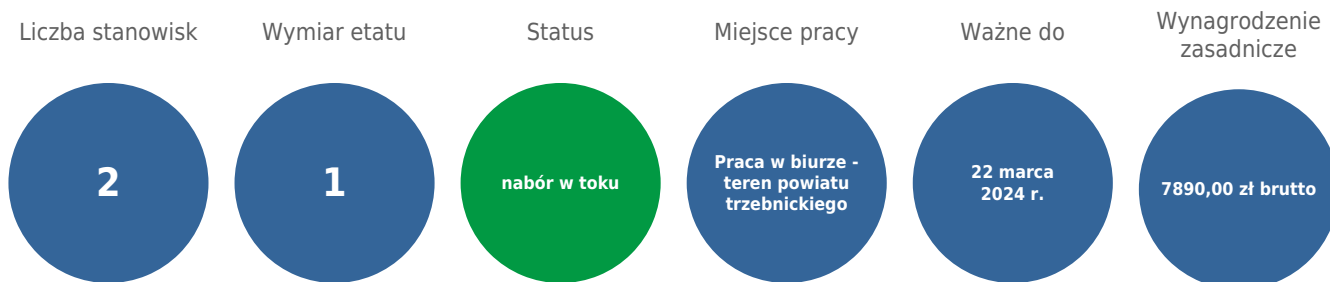 Liczba stanowisk
Wymiar etatu
Status
Miejsce pracy
Ważne do
Wynagrodzenie
zasadnicze
2
1
nabór w toku
Praca w biurze -
teren powiatu
trzebnickiego
22 marca
2024 r.
7890,00 zł brutto